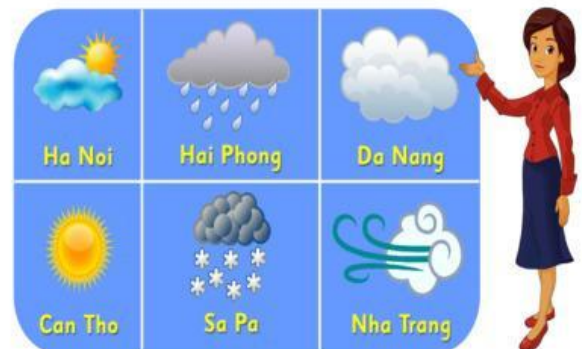 Ha Noi
Hai Phong
Da Nang
Can Tho
Sa Pa
Nha Trang